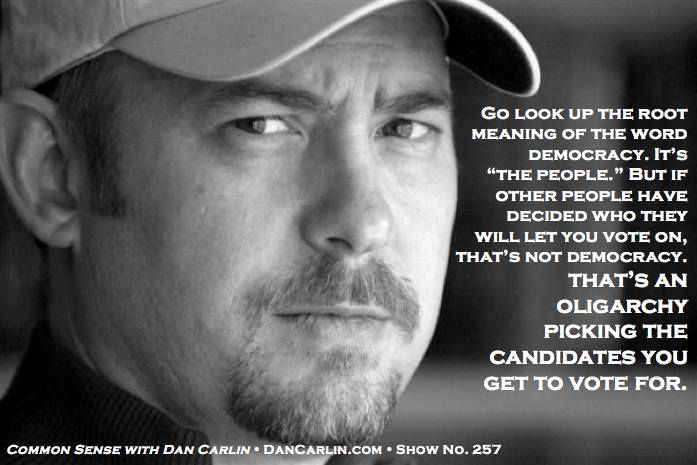 Go look up the root
meaning of the word
democracy. It's
“the people.” But if
other people have
decided who they
will let you vote on,
that's not democracy.
That's an
oligarchy
picking the
candidates you
get to vote for.
Common Sense with Dan Carlin • DanCarlin.com • Show No. 257